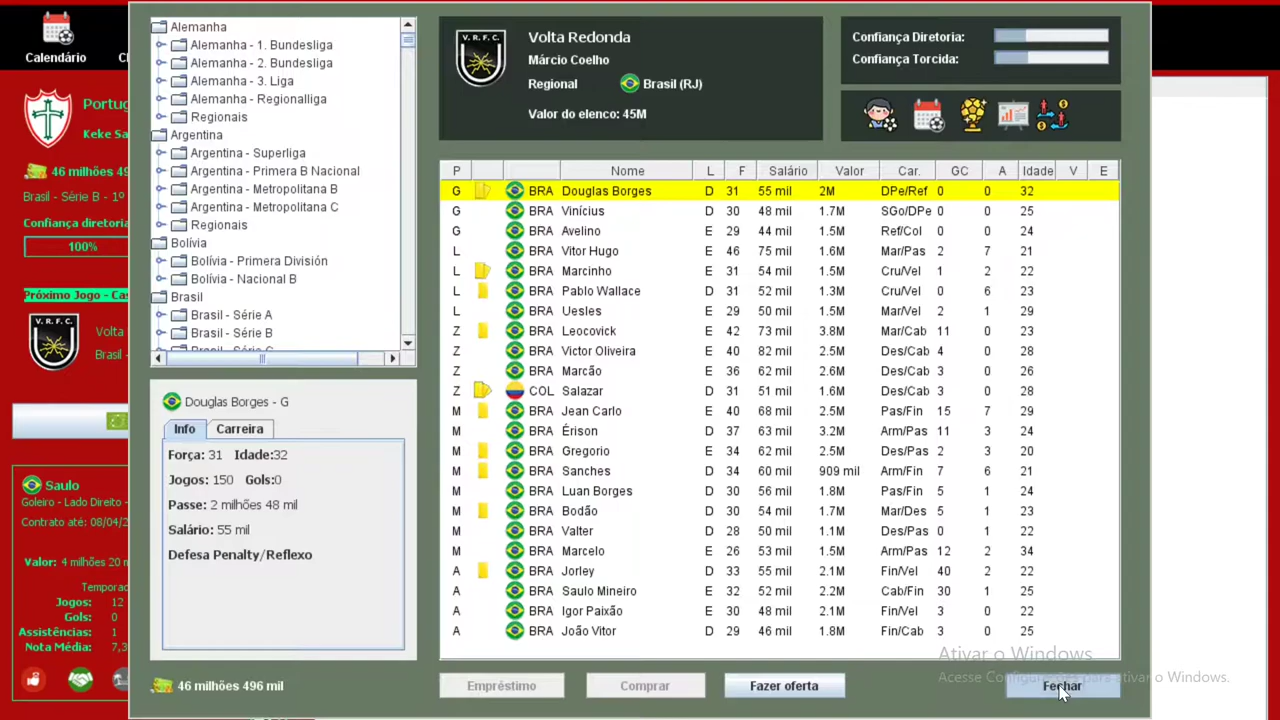 Calendário
Portug
Keke Sa
46 milhões 49
Brasil - Série B - 1º
Confiança diretoria
100%
Próximo Jogo - Cas
V. R. F. C.
Volta
Brasil -
Saulo
Goleiro - Lado Direito -
Contrato até: 08/04/2
Valor: 4 milhões 20 m
Temporad
Jogos: 12
Gols: 0
Assistências: 1
Nota Média: 7,3
Alemanha
Alemanha - 1. Bundesliga
Alemanha - 2. Bundesliga
Alemanha - 3. Liga
Alemanha - Regionalliga
Regionais
Argentina
Argentina - Superliga
Argentina - Primera B Nacional
Argentina - Metropolitana B
Argentina - Metropolitana C
Regionais
Bolívia
Bolívia - Primera División
Bolívia - Nacional B
Brasil
Brasil - Série A
Brasil - Série B
Brasil - Série C
Douglas Borges - G
Info Carreira
Força: 31 Idade:32
Jogos: 150 Gols:0
Passe: 2 milhões 48 mil
Salário: 55 mil
Defesa Penalty/Reflexo
46 milhões 496 mil
V. R. F. C.
Volta Redonda
Márcio Coelho
Regional Brasil (RJ)
Valor do elenco: 45M
Confiança Diretoria:
Confiança Torcida:
P Nome L F Salário Valor Car. GC A Idade V E
G BRA Douglas Borges D 31 55 mil 2M DPe/Ref 0 0 32
G BRA Vinícius D 30 48 mil 1.7M SGo/DPe 0 0 25
G BRA Avelino E 29 44 mil 1.5M Ref/Col 0 0 24
L BRA Vitor Hugo E 46 75 mil 1.6M Mar/Pas 2 7 21
L BRA Marcinho E 31 54 mil 1.5M Cru/Vel 1 2 22
L BRA Pablo Wallace D 31 52 mil 1.3M Cru/Vel 0 6 23
L BRA Uesles E 29 50 mil 1.5M Mar/Vel 2 1 29
Z BRA Leocovick E 42 73 mil 3.8M Mar/Cab 11 0 23
Z BRA Victor Oliveira E 40 82 mil 2.5M Des/Cab 4 0 28
Z BRA Marcão E 36 62 mil 2.6M Des/Cab 3 0 26
Z COL Salazar D 31 51 mil 1.6M Des/Cab 3 0 28
M BRA Jean Carlo E 40 68 mil 2.5M Pas/Fin 15 7 29
M BRA Érison D 37 63 mil 3.2M Arm/Pas 11 3 24
M BRA Gregorio E 34 62 mil 2.5M Des/Pas 2 3 20
M BRA Sanches D 34 60 mil 909 mil Arm/Fin 7 6 21
M BRA Luan Borges D 30 56 mil 1.8M Pas/Fin 5 1 24
M BRA Bodão D 30 54 mil 1.7M Mar/Des 5 1 23
M BRA Valter D 28 50 mil 1.1M Des/Pas 0 1 22
M BRA Marcelo E 26 53 mil 1.5M Arm/Pas 12 2 34
A BRA Jorley D 33 55 mil 2.1M Fin/Vel 40 2 22
A BRA Saulo Mineiro E 32 52 mil 2.2M Cab/Fin 30 1 25
A BRA Igor Paixão E 30 48 mil 2.1M Fin/Vel 3 0 22
A BRA João Vitor D 29 46 mil 1.8M Fin/Cab 3 0 25
Ativar o Windows
Acesse Configurações para ativar o Windows.
Empréstimo Comprar Fazer oferta Fechar